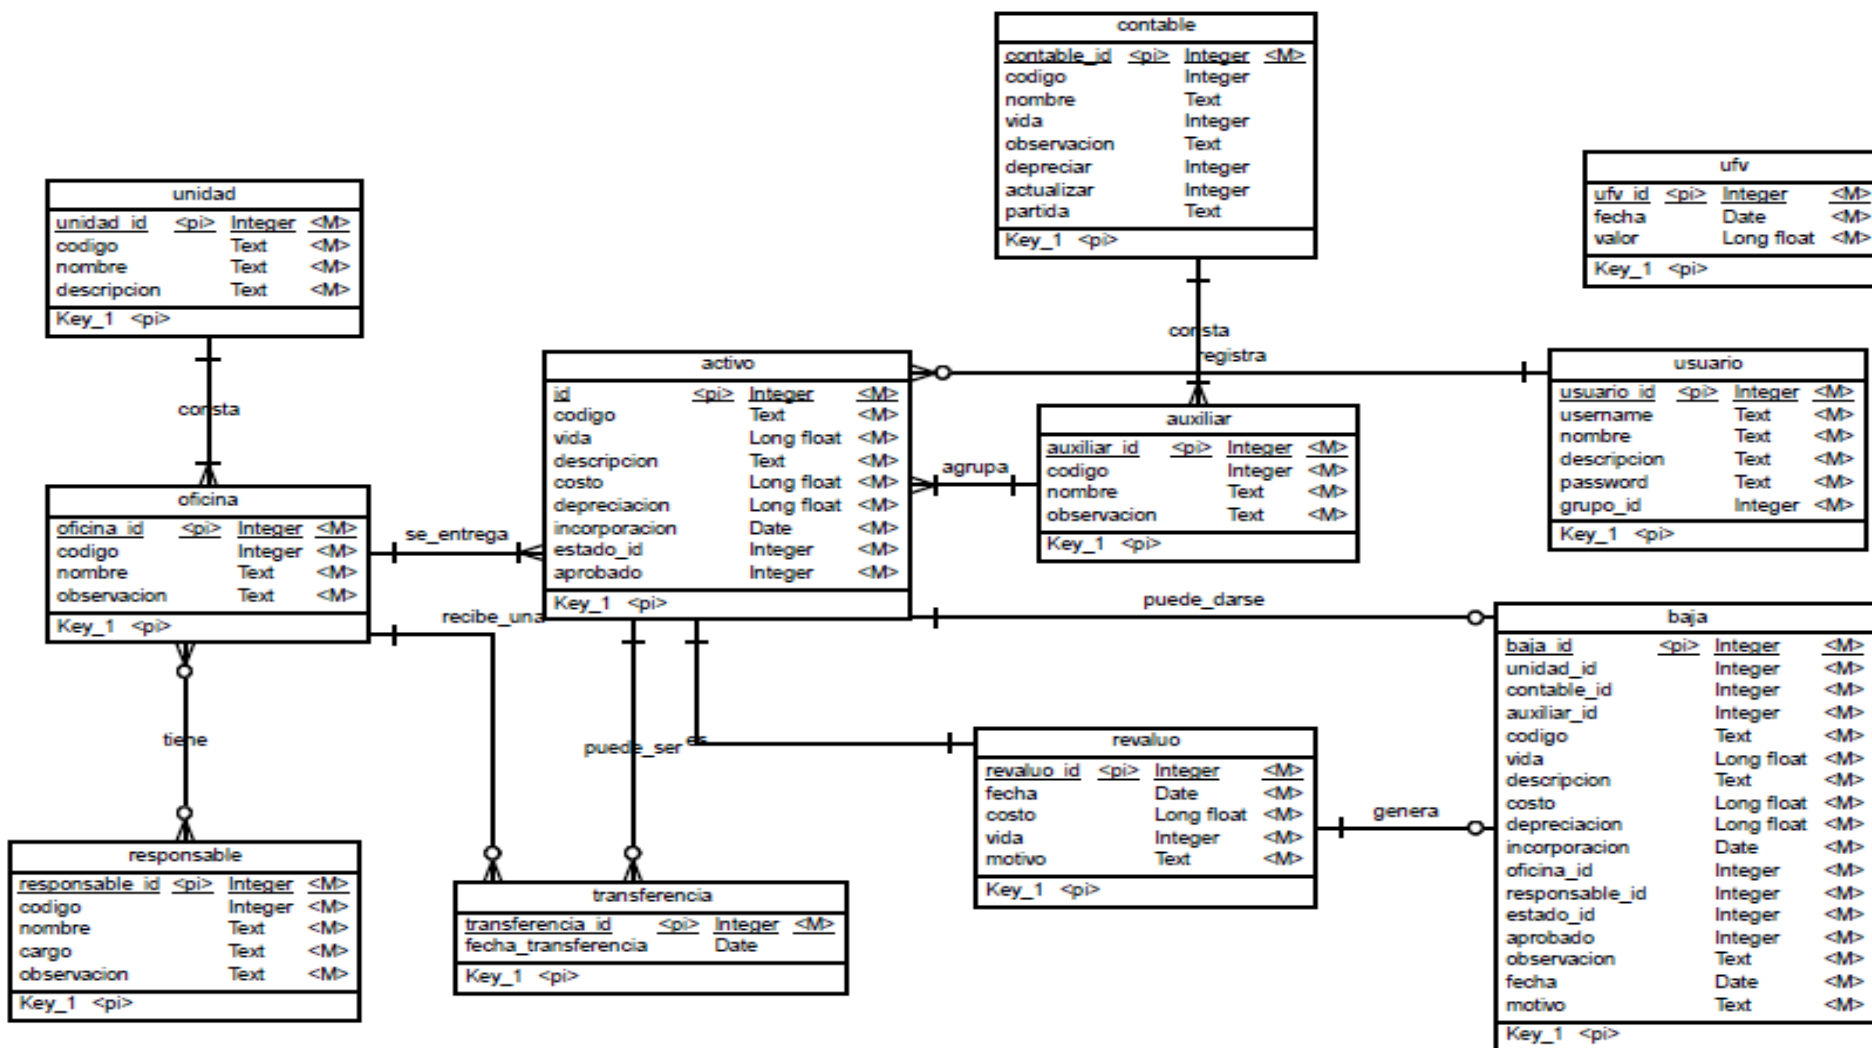 contable
contable_id <pi> Integer <M>
codigo Integer
nombre Text
vida Integer
observacion Text
depreciar Integer
actualizar Integer
partida Text
Key_1 <pi>
ufv
ufv_id <pi> Integer <M>
fecha Date <M>
valor Long float <M>
Key_1 <pi>
unidad
unidad_id <pi> Integer <M>
codigo Text <M>
nombre Text <M>
descripcion Text <M>
Key_1 <pi>
consta
consta
registra
activo
id <pi> Integer <M>
codigo Text <M>
vida Long float <M>
descripcion Text <M>
costo Long float <M>
depreciacion Long float <M>
incorporacion Date <M>
estado_id Integer <M>
aprobado Integer <M>
Key_1 <pi>
usuario
usuario_id <pi> Integer <M>
username Text <M>
nombre Text <M>
descripcion Text <M>
password Text <M>
grupo_id Integer <M>
Key_1 <pi>
auxiliar
auxiliar_id <pi> Integer <M>
codigo Integer <M>
nombre Text <M>
observacion Text <M>
Key_1 <pi>
agrupa
oficina
oficina_id <pi> Integer <M>
codigo Integer <M>
nombre Text <M>
observacion Text <M>
Key_1 <pi>
se_entrega
recibe_una
puede_darse
baja
baja_id <pi> Integer <M>
unidad_id Integer <M>
contable_id Integer <M>
auxiliar_id Integer <M>
codigo Text <M>
vida Long float <M>
descripcion Text <M>
costo Long float <M>
depreciacion Long float <M>
incorporacion Date <M>
oficina_id Integer <M>
responsable_id Integer <M>
estado_id Integer <M>
aprobado Integer <M>
observacion Text <M>
fecha Date <M>
motivo Text <M>
Key_1 <pi>
tiene
puede_ser
es
revaluo
revaluo_id <pi> Integer <M>
fecha Date <M>
costo Long float <M>
vida Integer <M>
motivo Text <M>
Key_1 <pi>
genera
responsable
responsable_id <pi> Integer <M>
codigo Integer <M>
nombre Text <M>
cargo Text <M>
observacion Text <M>
Key_1 <pi>
transferencia
transferencia_id <pi> Integer <M>
fecha_transferencia Date
Key_1 <pi>